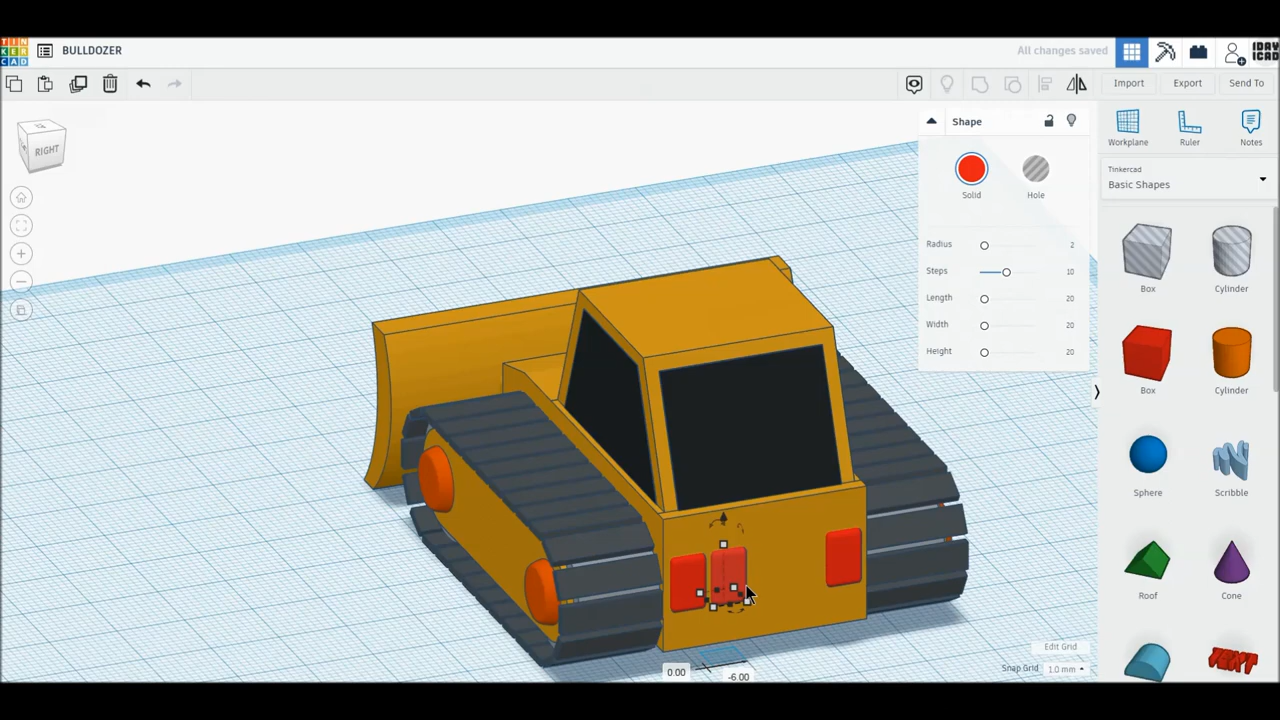 TIN
KER
CAD
BULLDOZER
All changes saved
1DAY
1CAD
Import
Export
Send To
RIGHT
Shape
Solid
Hole
Radius 2
Steps 10
Length 20
Width 20
Height 20
Workplane
Ruler
Notes
Tinkercad
Basic Shapes
Box
Cylinder
Box
Cylinder
Sphere
Scribble
Roof
Cone
TEXT
0.00
-6.00
Edit Grid
Snap Grid 1.0 mm